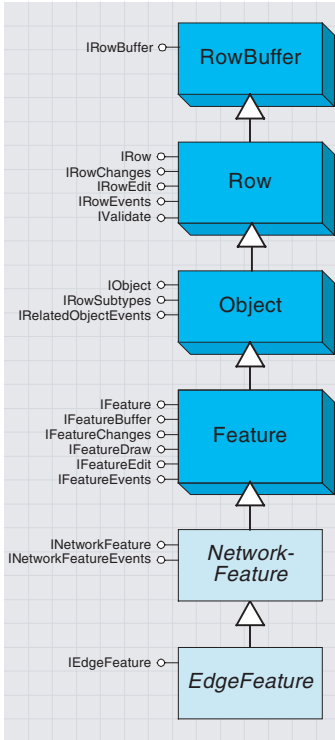 IRowBuffer
RowBuffer
IRow
IRowChanges
IRowEdit
IRowEvents
IValidate
Row
IObject
IRowSubtypes
IRelatedObjectEvents
Object
IFeature
IFeatureBuffer
IFeatureChanges
IFeatureDraw
IFeatureEdit
IFeatureEvents
Feature
INetworkFeature
INetworkFeatureEvents
Network-
Feature
IEdgeFeature
EdgeFeature